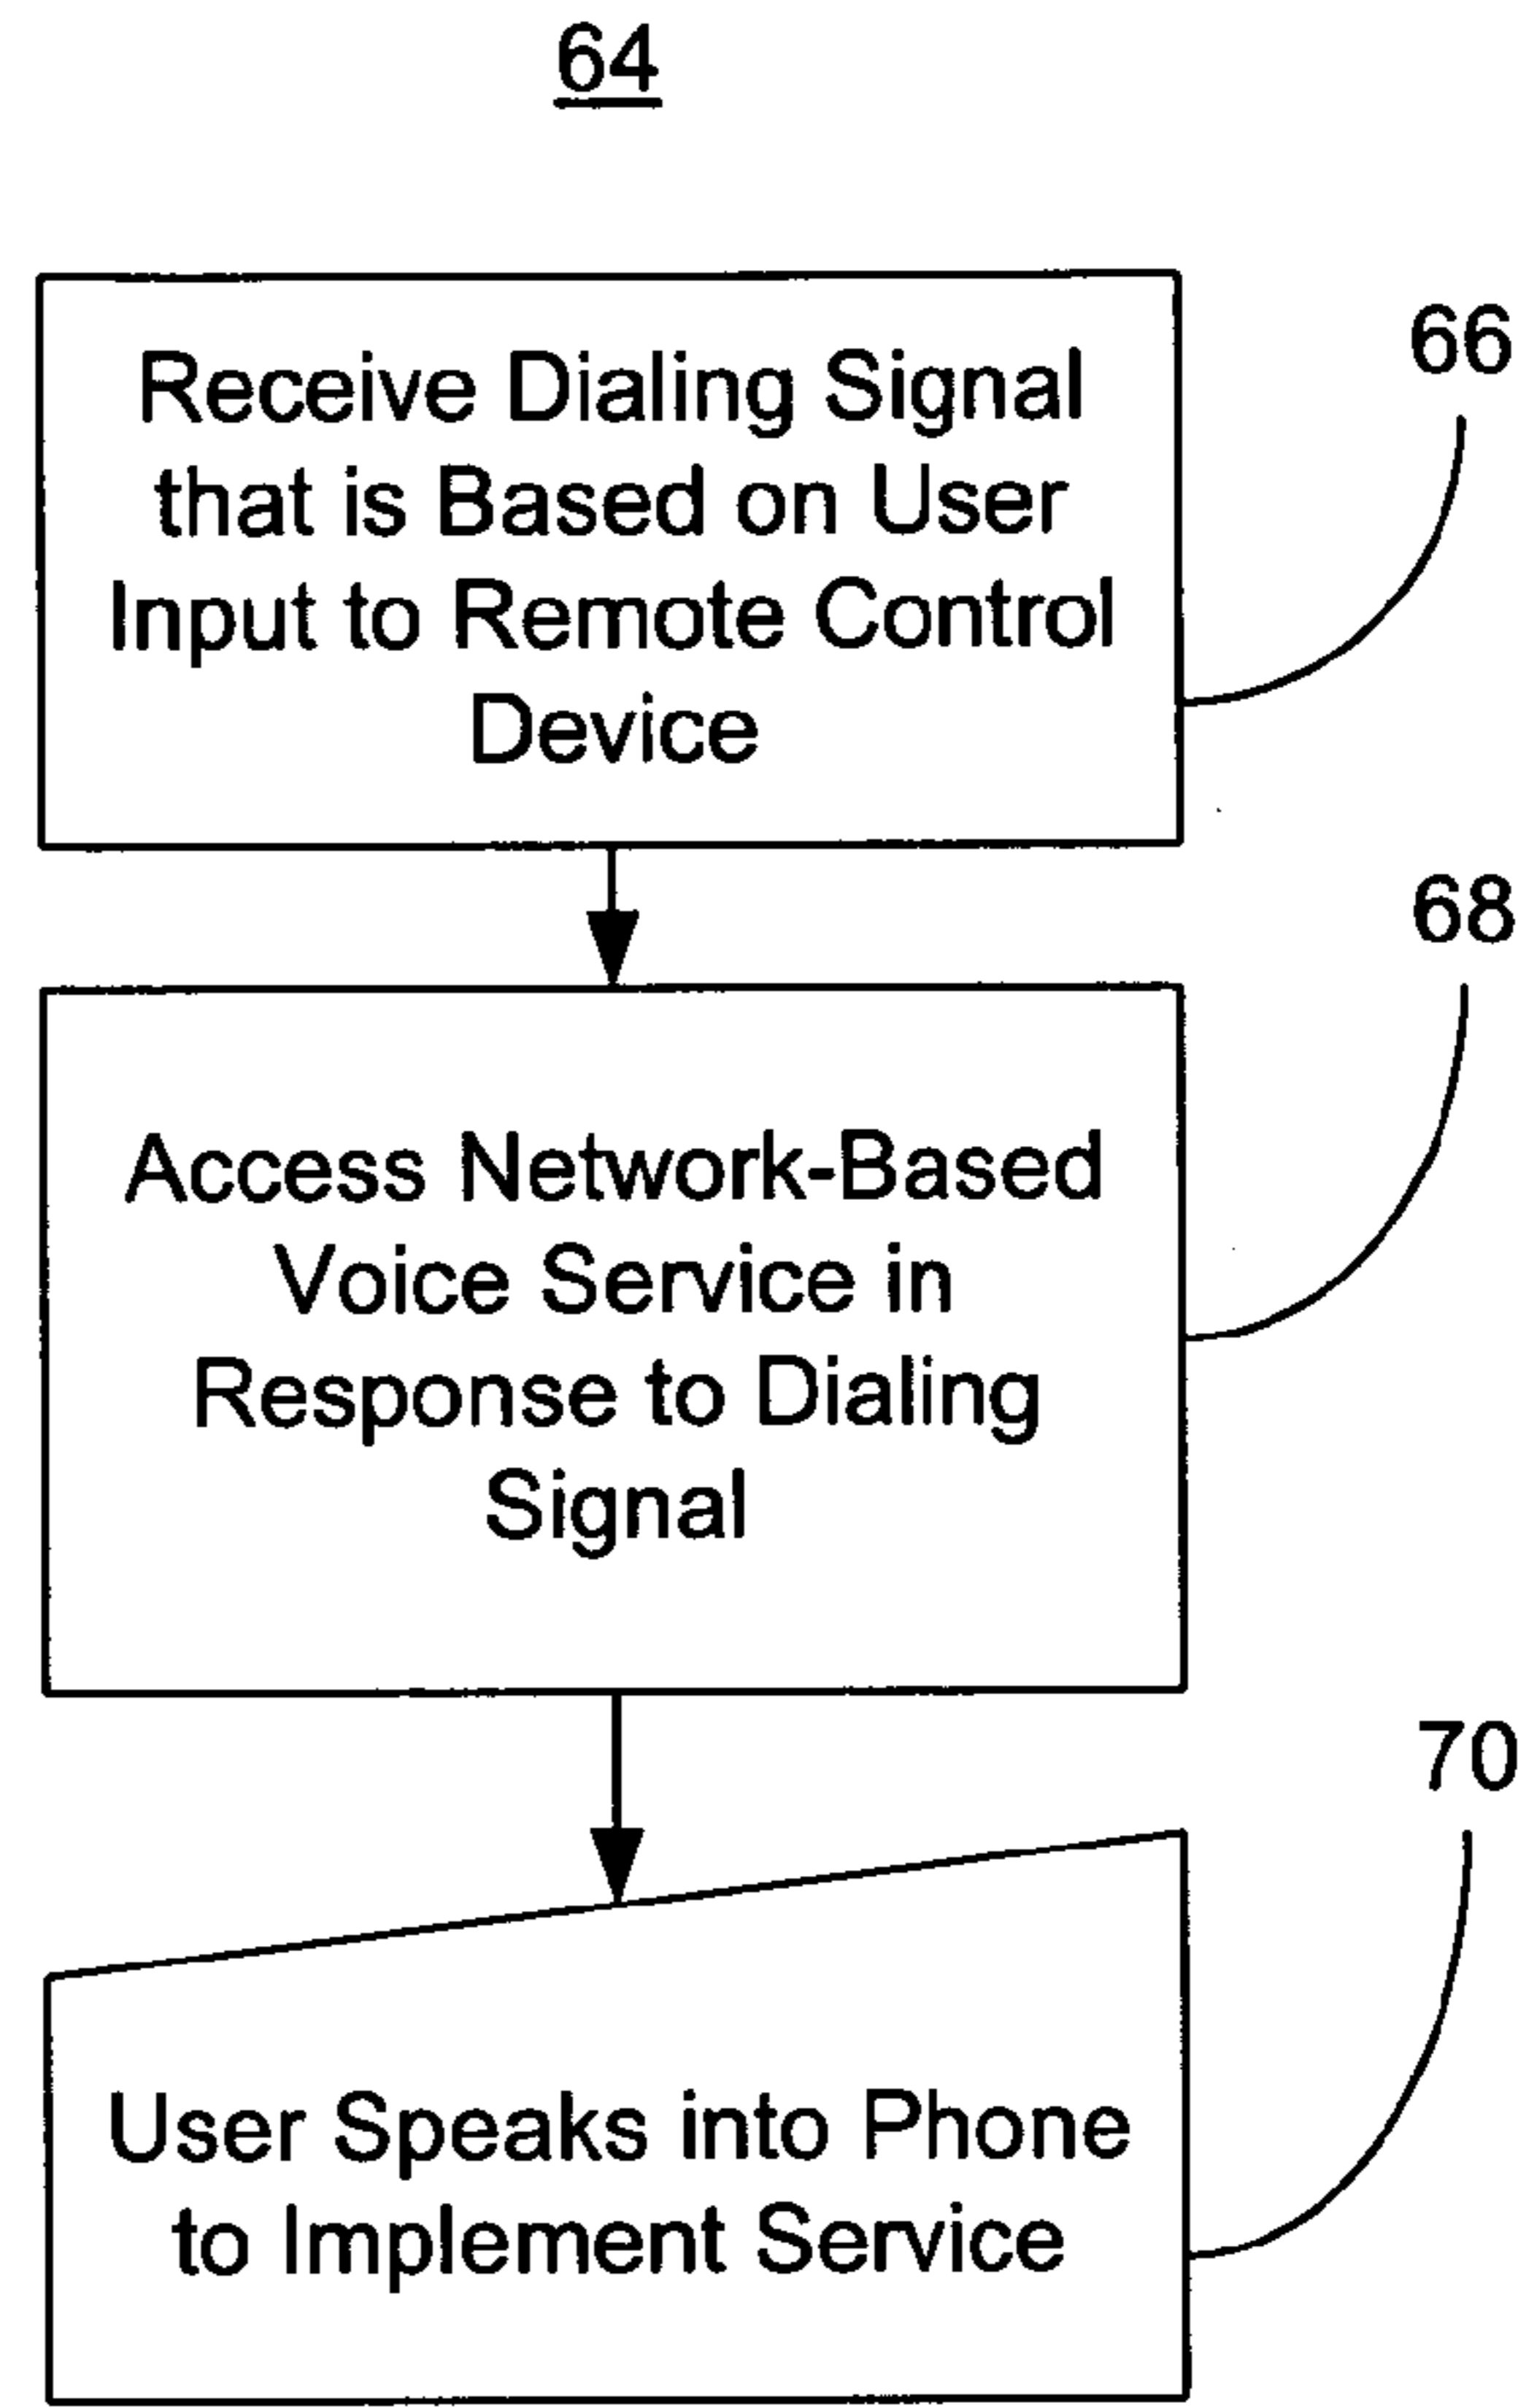 64
Receive Dialing Signal
that is Based on User
Input to Remote Control
Device
66
Access Network-Based
Voice Service in
Response to Dialing
Signal
68
User Speaks into Phone
to Implement Service
70